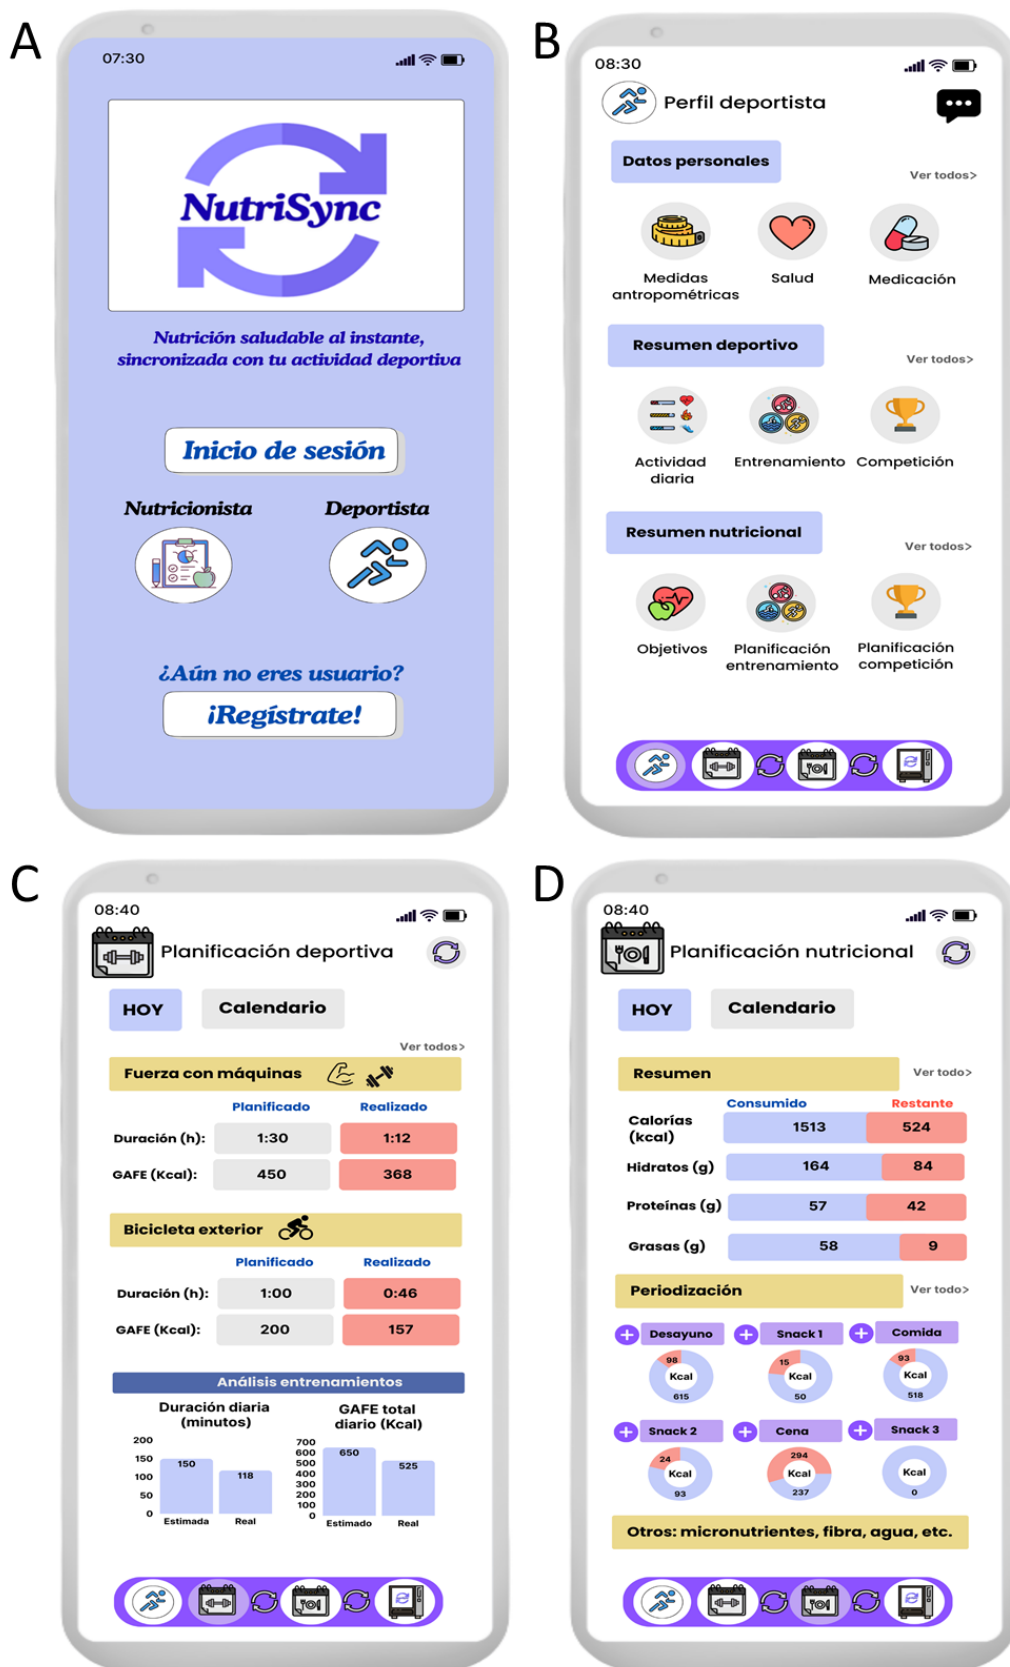 A
07:30
NutriSync
Nutrición saludable al instante,
sincronizada con tu actividad deportiva
Inicio de sesión
Nutricionista
Deportista
¿Aún no eres usuario?
¡Regístrate!
B
08:30
Perfil deportista
Datos personales
Ver todos>
Medidas
antropométricas
Salud
Medicación
Resumen deportivo
Ver todos>
Actividad
diaria
Entrenamiento
Competición
Resumen nutricional
Ver todos>
Objetivos
Planificación
entrenamiento
Planificación
competición
C
08:40
Planificación deportiva
HOY
Calendario
Ver todos>
Fuerza con máquinas
Planificado
Realizado
Duración (h):
1:30
1:12
GAFE (Kcal):
450
368
Bicicleta exterior
Planificado
Realizado
Duración (h):
1:00
0:46
GAFE (Kcal):
200
157
Análisis entrenamientos
Duración diaria
(minutos)
200
150
100
50
0
150
118
Estimada
Real
GAFE total
diario (Kcal)
700
600
500
400
300
200
100
0
650
525
Estimado
Real
D
08:40
Planificación nutricional
HOY
Calendario
Resumen
Ver todo>
Consumido
Restante
Calorías
(kcal)
1513
524
Hidratos (g)
164
84
Proteínas (g)
57
42
Grasas (g)
58
9
Periodización
Ver todo>
+ Desayuno
98
Kcal
615
+ Snack 1
15
Kcal
50
+ Comida
93
Kcal
518
+ Snack 2
24
Kcal
93
+ Cena
294
Kcal
237
+ Snack 3
Kcal
0
Otros: micronutrientes, fibra, agua, etc.